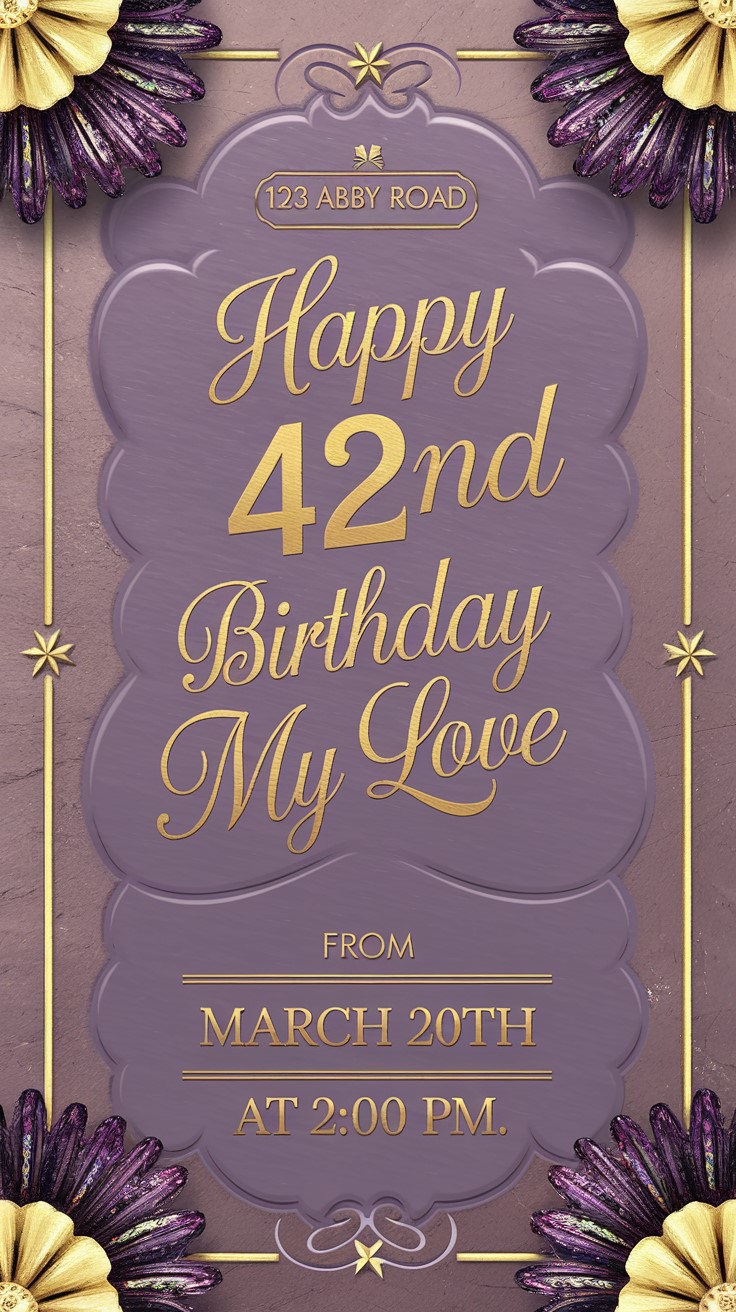 123 ABBY ROAD
Happy
42nd
Birthday
My Love
FROM
MARCH 20TH
AT 2:00 PM.